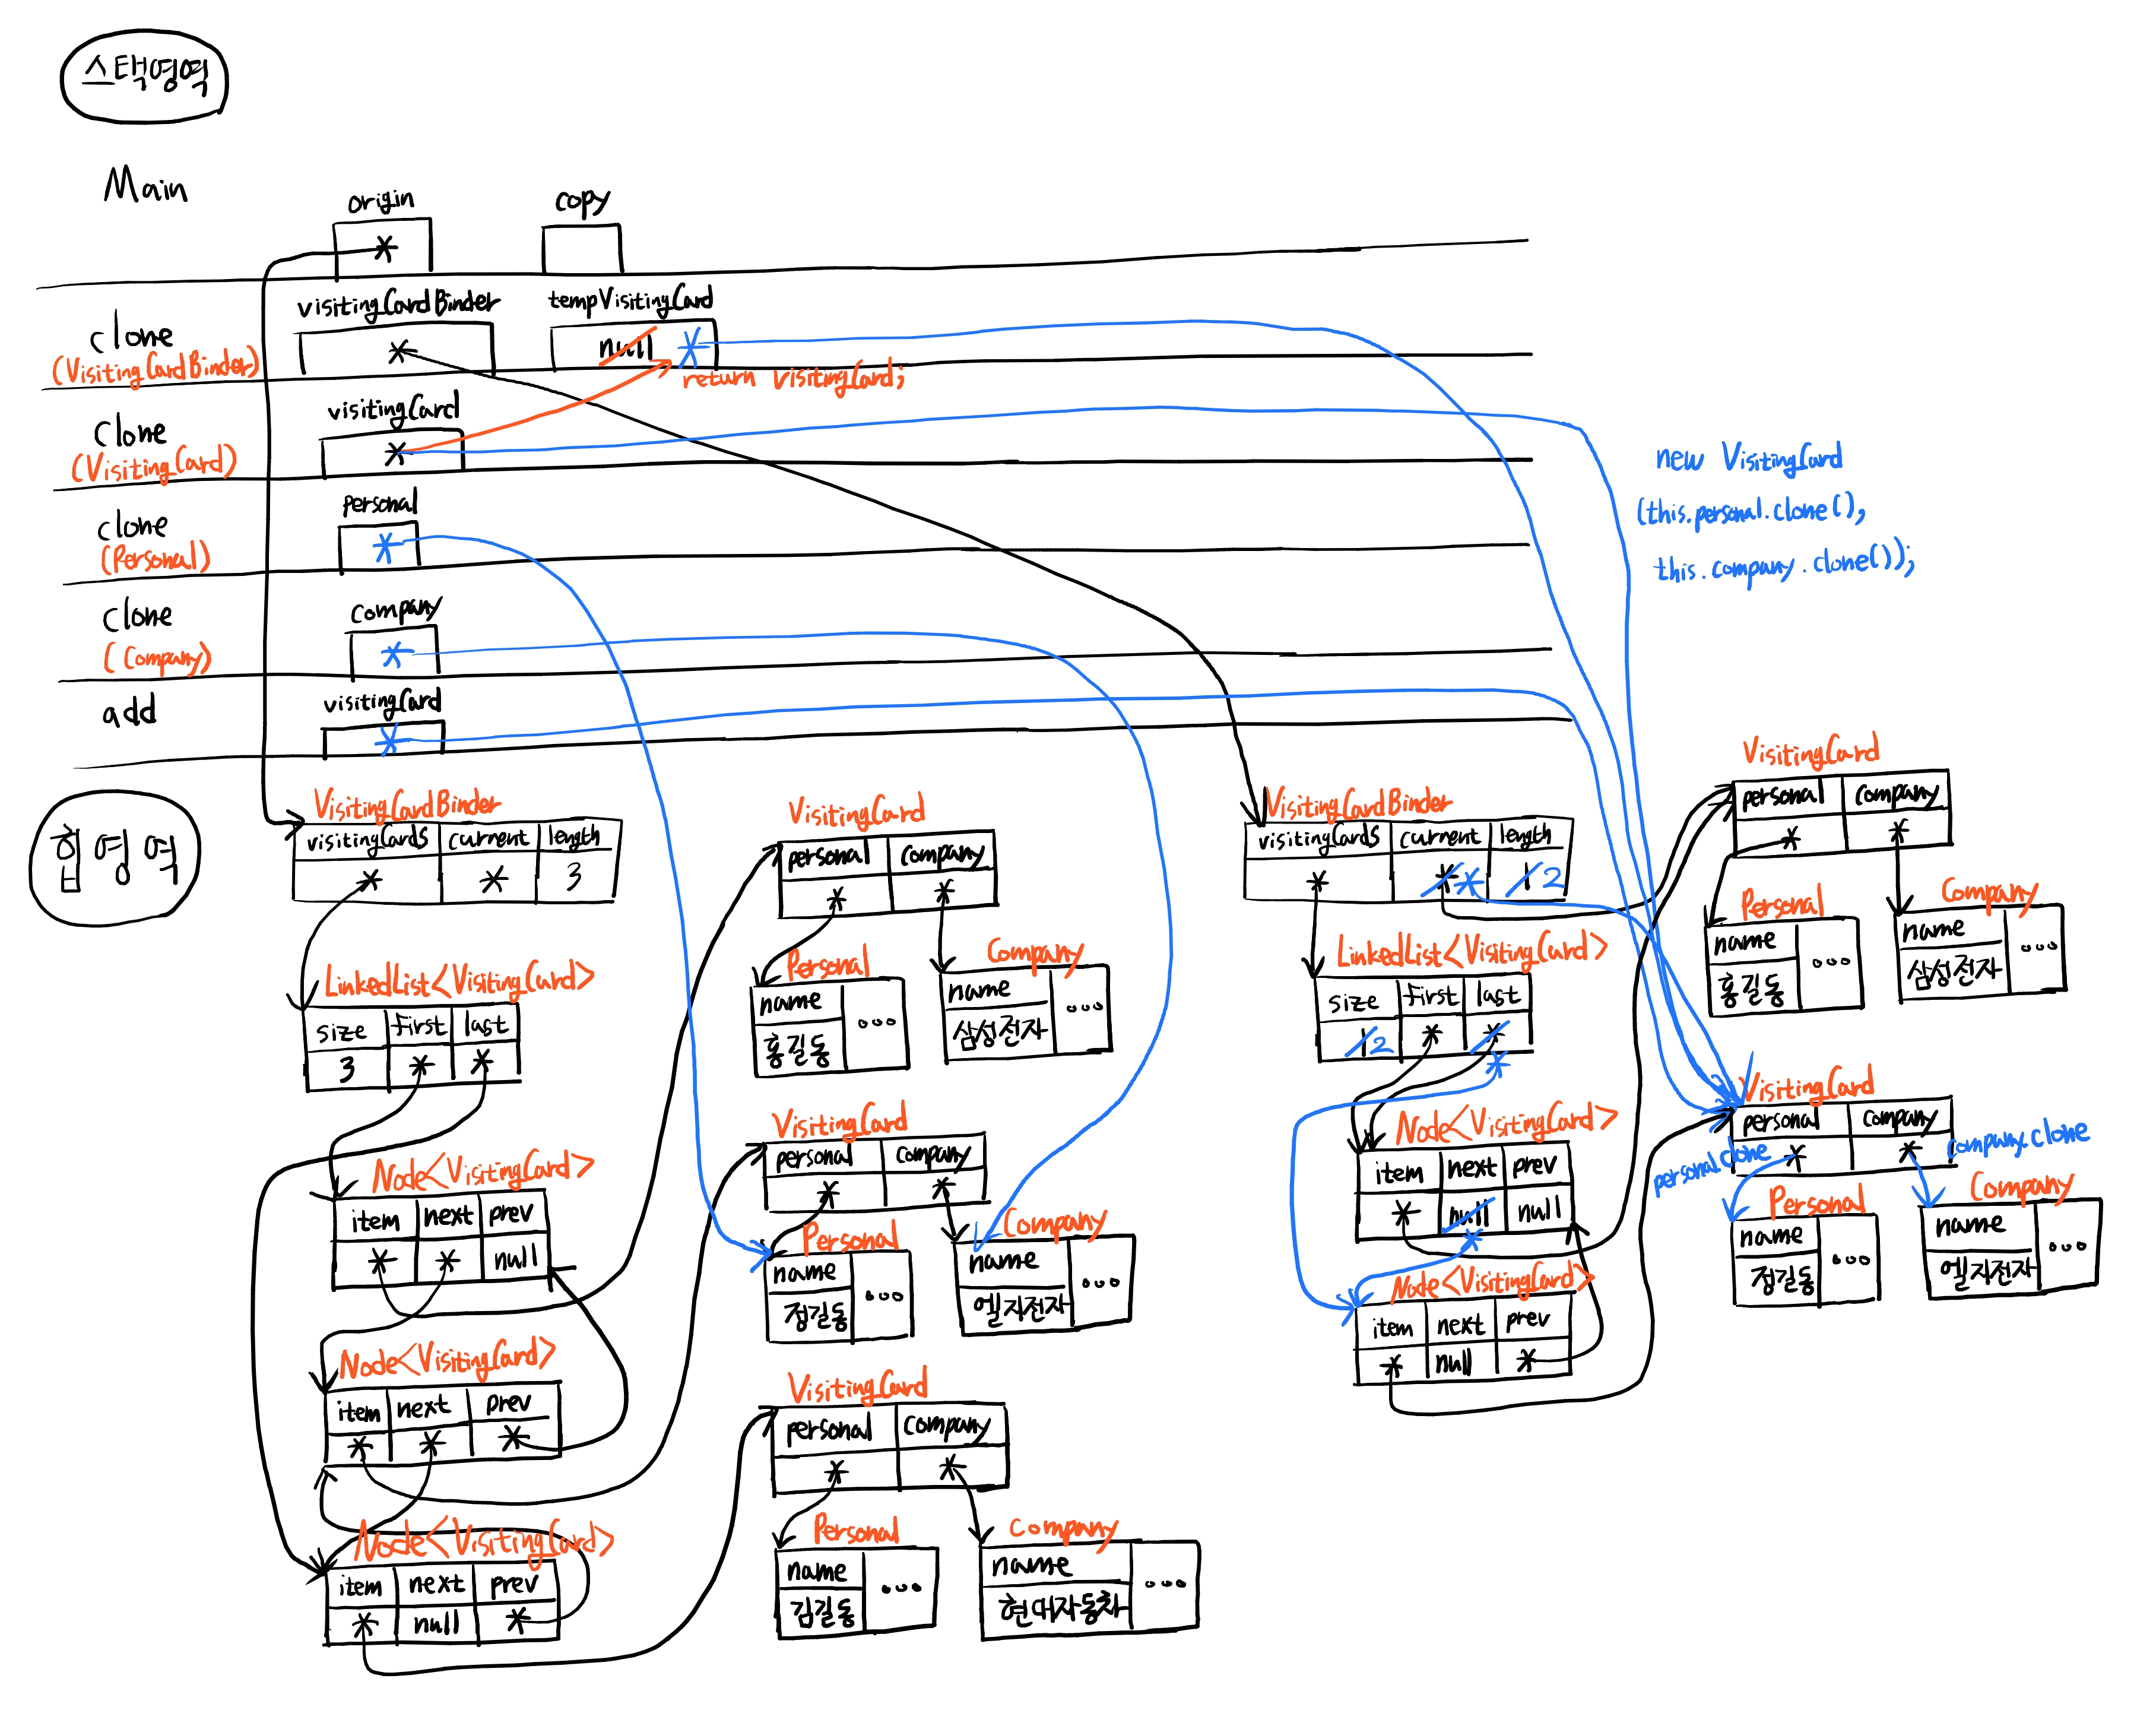 스택영역
Main
origin
copy
*
clone
(VisitingCardBinder)
visitingCardBinder
tempVisitingCard
*
null *
return visitingCard;
clone
(VisitingCard)
visitingCard
*
new VisitingCard
(this.personal.clone(),
this.company.clone());
clone
(Personal)
personal
*
clone
(Company)
company
*
add
visitingCard
*
힙 영역
VisitingCardBinder
visitingCards current length
* * 3
LinkedList<VisitingCard>
size first last
3 * *
Node<VisitingCard>
item next prev
* * null
Node<VisitingCard>
item next prev
* * *
Node<VisitingCard>
item next prev
* null *
VisitingCard
personal company
* *
Personal
name
홍길동
...
Company
name
삼성전자
...
VisitingCard
personal company
* *
Personal
name
정길동
...
Company
name
엘지전자
...
VisitingCard
personal company
* *
Personal
name
김길동
...
Company
name
현대자동차
...
VisitingCardBinder
visitingCards current length
* * * 1 2
LinkedList<VisitingCard>
size first last
1 2 * * *
Node<VisitingCard>
item next prev
* null null
*
Node<VisitingCard>
item next prev
* null *
VisitingCard
personal company
* *
Personal
name
홍길동
...
Company
name
삼성전자
...
VisitingCard
personal company
* *
personal.clone
company.clone
Personal
name
정길동
...
Company
name
엘지전자
...